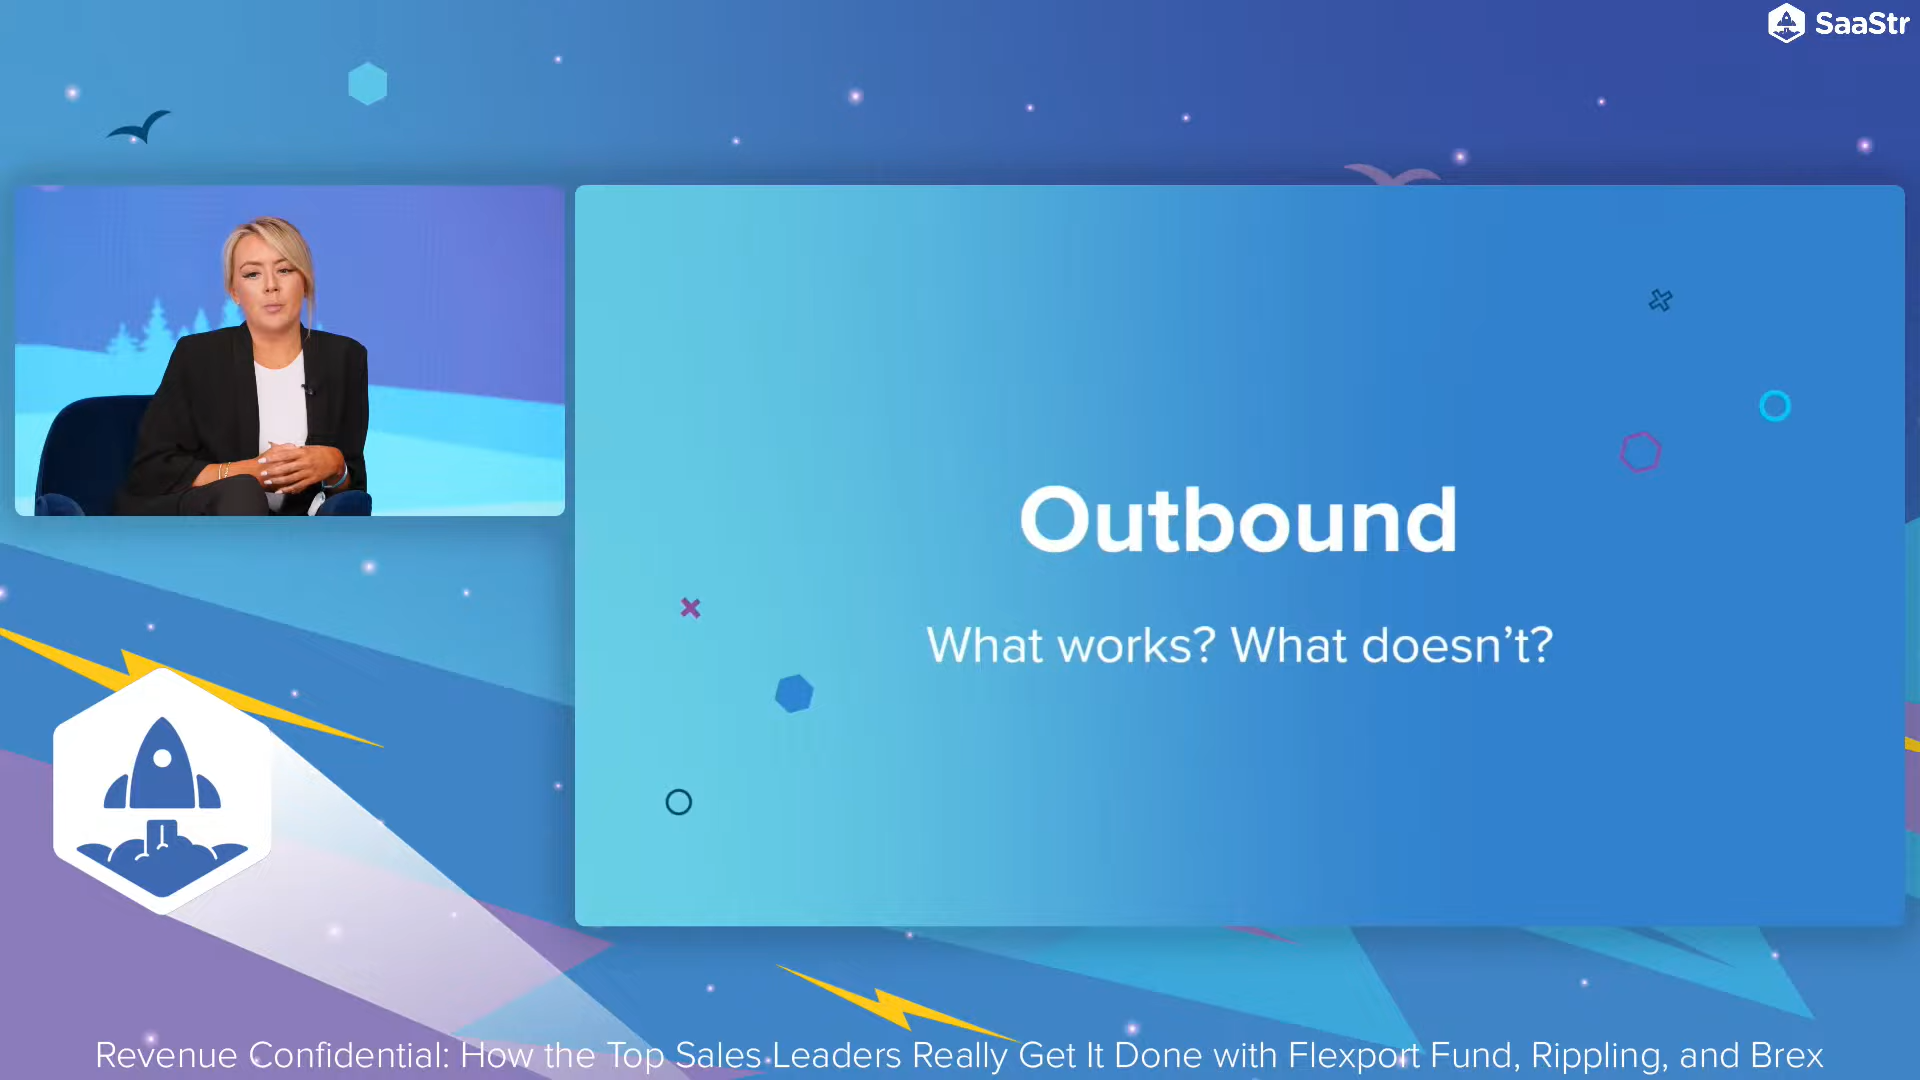 SaaStr
Outbound
What works? What doesn’t?
Revenue Confidential: How the Top Sales Leaders Really Get It Done with Flexport Fund, Rippling, and Brex